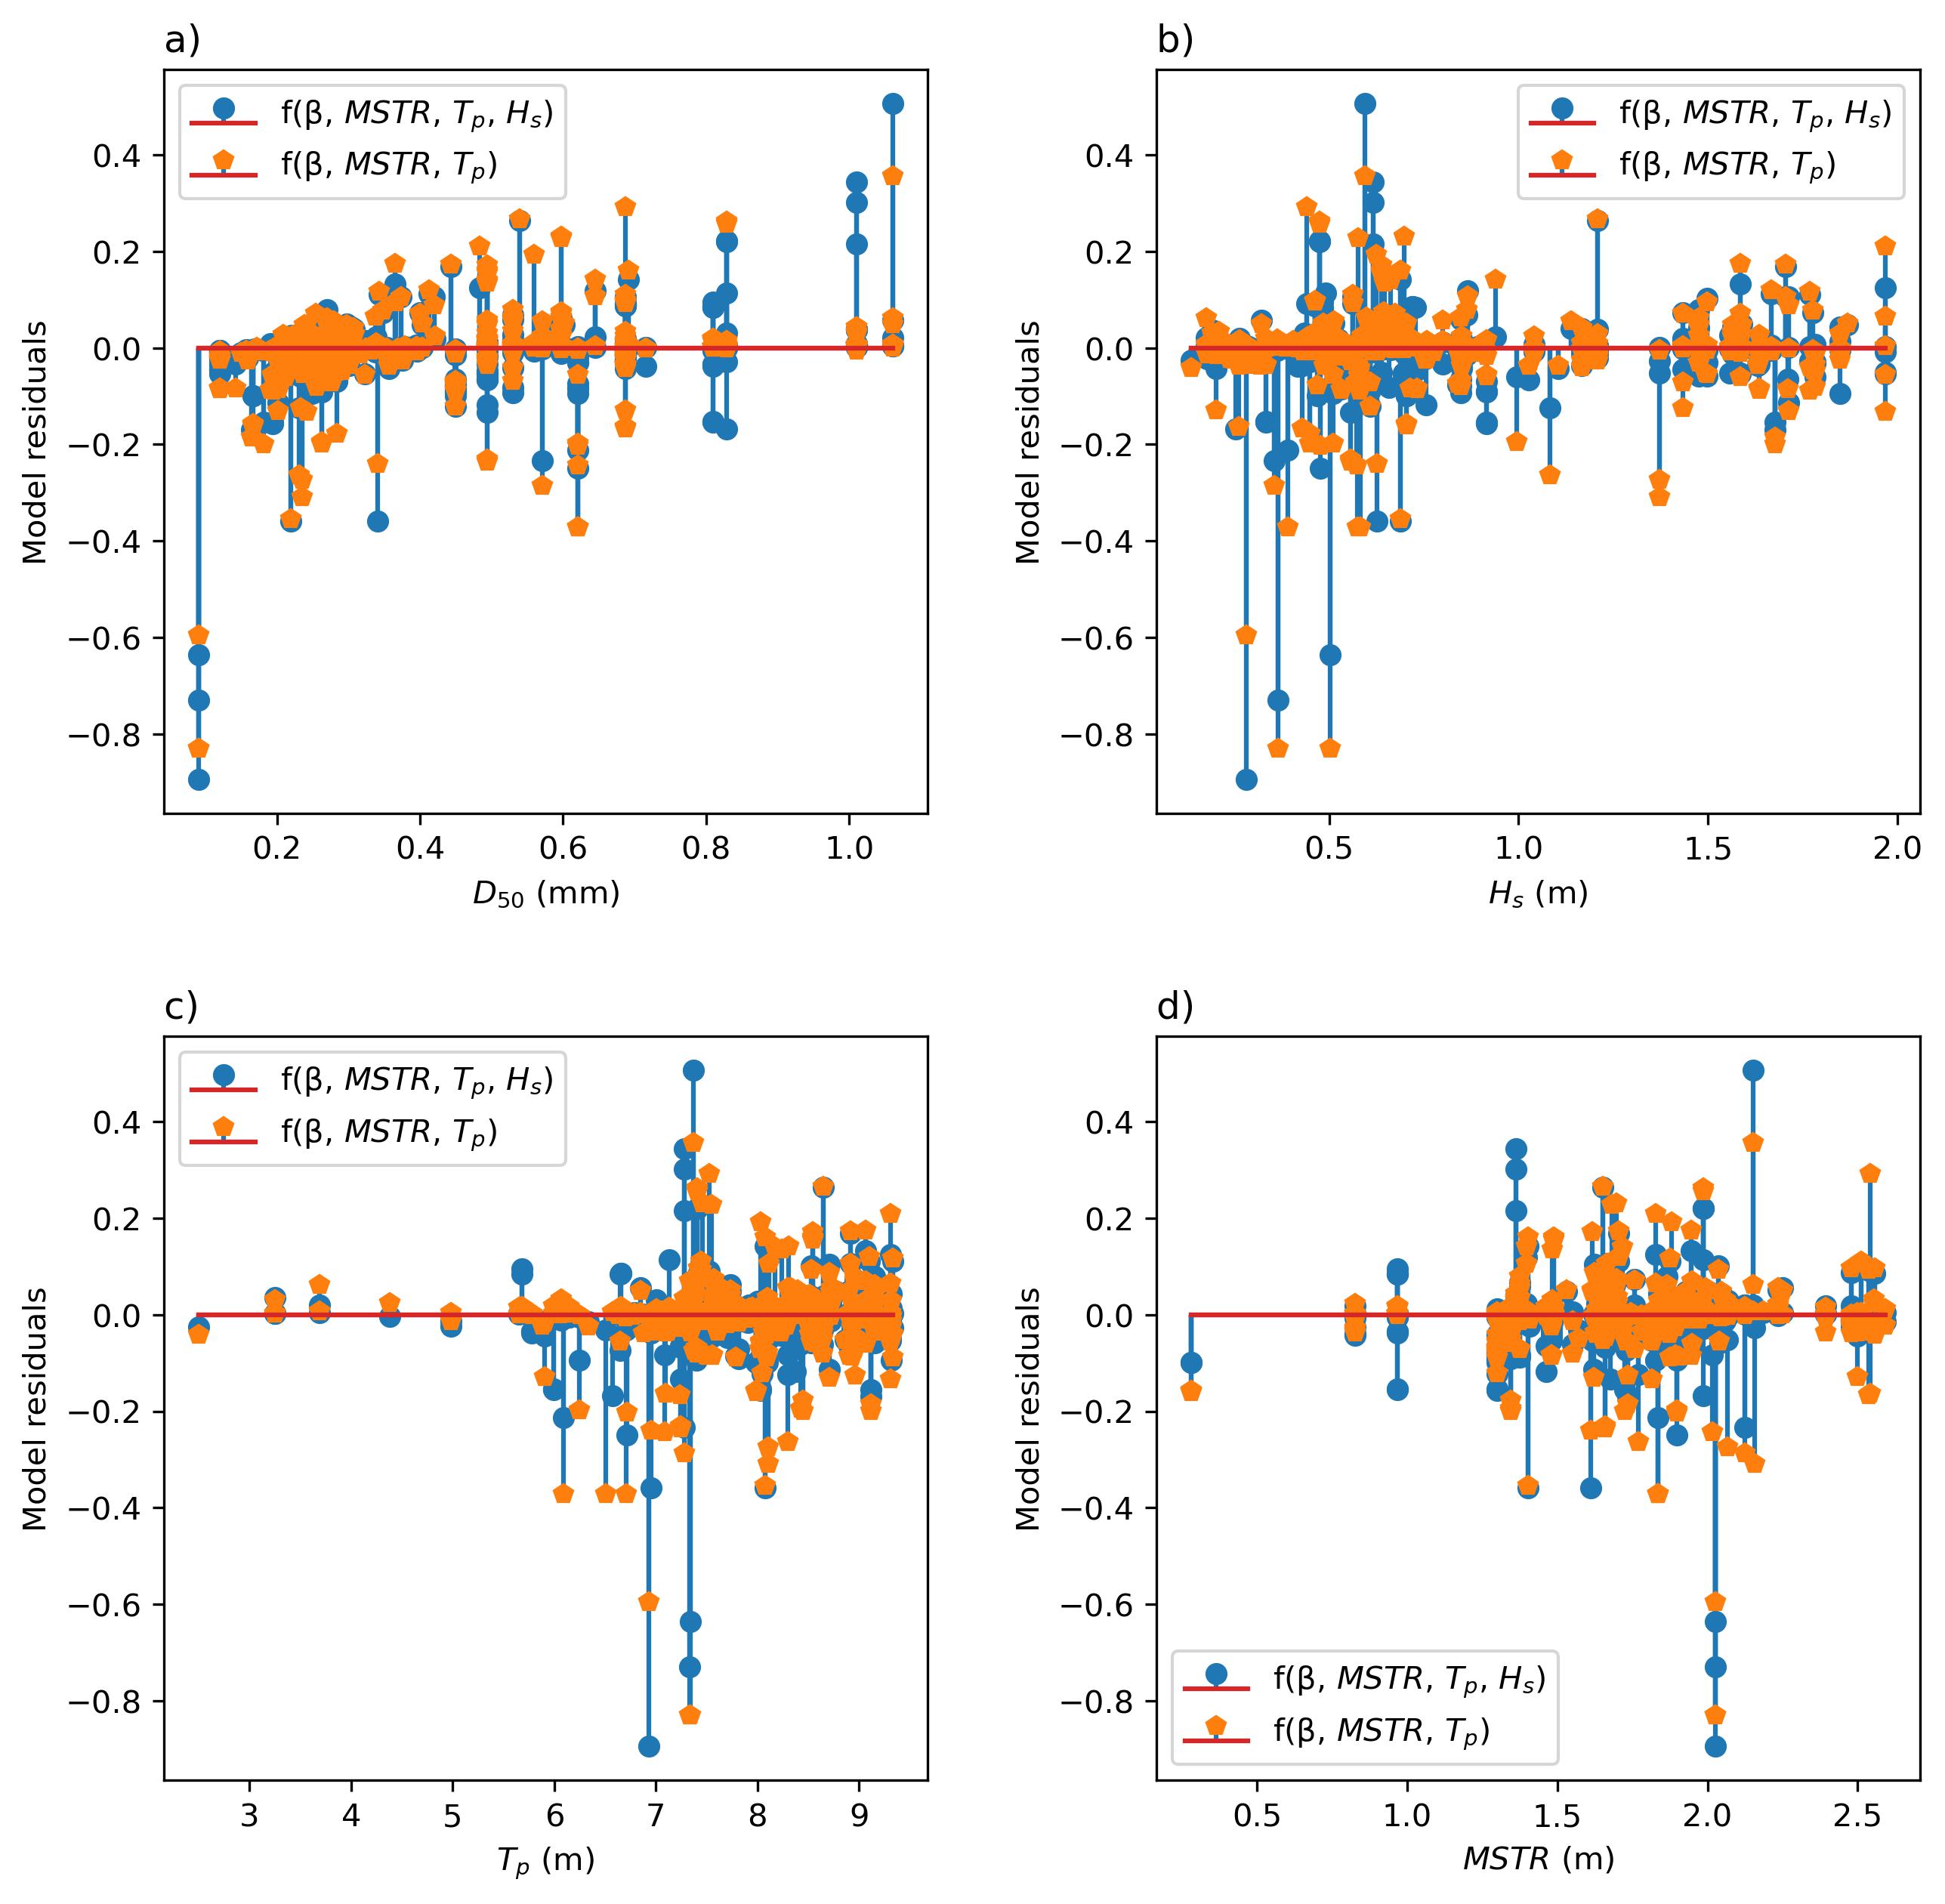 a)
f(β, MSTR, Tp, Hs)
f(β, MSTR, Tp)
0.4
0.2
0.0
−0.2
−0.4
−0.6
−0.8
Model residuals
0.2 0.4 0.6 0.8 1.0
D50 (mm)
b)
f(β, MSTR, Tp, Hs)
f(β, MSTR, Tp)
0.4
0.2
0.0
−0.2
−0.4
−0.6
−0.8
Model residuals
0.5 1.0 1.5 2.0
Hs (m)
c)
f(β, MSTR, Tp, Hs)
f(β, MSTR, Tp)
0.4
0.2
0.0
−0.2
−0.4
−0.6
−0.8
Model residuals
3 4 5 6 7 8 9
Tp (m)
d)
0.4
0.2
0.0
−0.2
−0.4
−0.6
−0.8
Model residuals
f(β, MSTR, Tp, Hs)
f(β, MSTR, Tp)
0.5 1.0 1.5 2.0 2.5
MSTR (m)